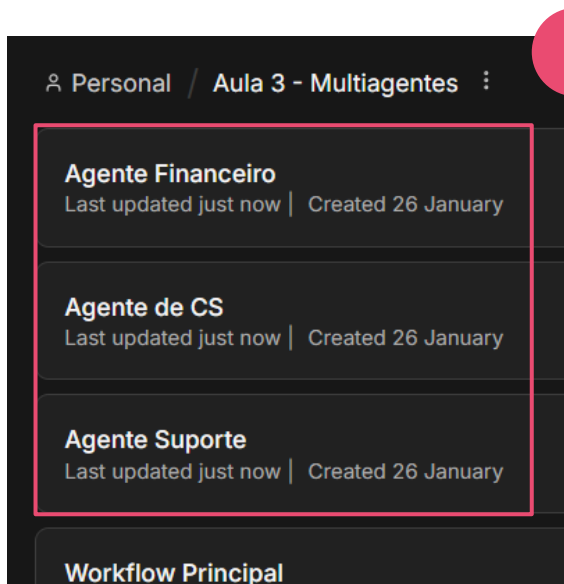 Personal / Aula 3 - Multiagentes
Agente Financeiro
Last updated just now | Created 26 January
Agente de CS
Last updated just now | Created 26 January
Agente Suporte
Last updated just now | Created 26 January
Workflow Principal